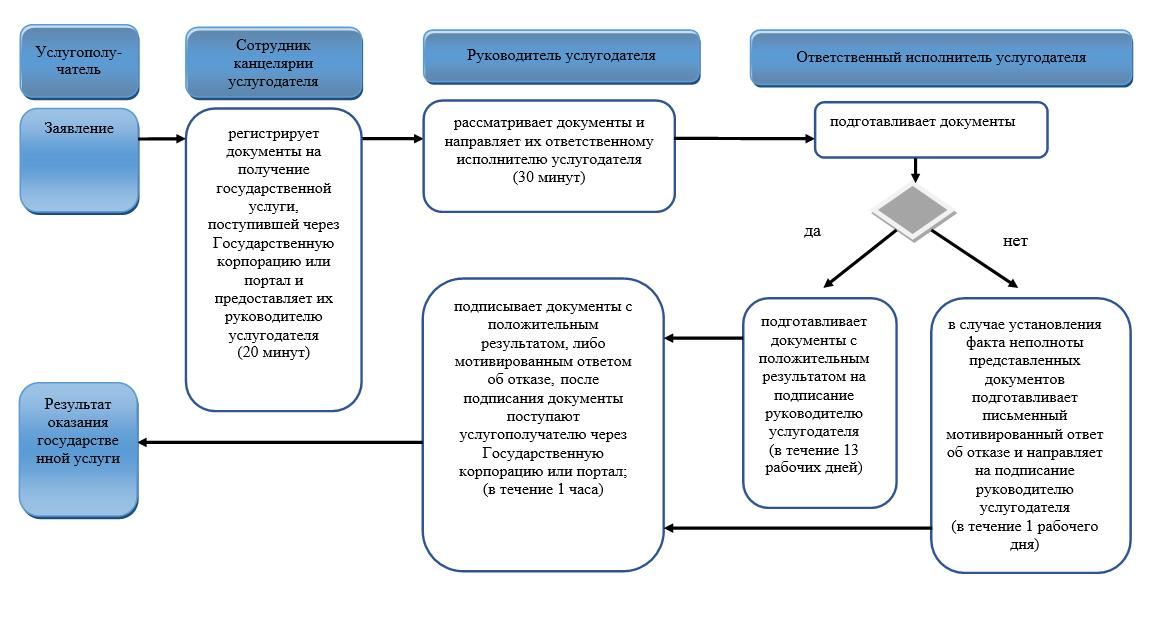 Услугополу-
чатель
Сотрудник
канцелярии
услугодателя
Руководитель услугодателя
Ответственный исполнитель услугодателя
Заявление
регистрирует
документы на
получение
государственной
услуги,
поступившей через
Государственную
корпорацию или
портал и
предоставляет их
руководителю
услугодателя
(20 минут)
рассматривает документы и
направляет их ответственному
исполнителю услугодателя
(30 минут)
подготавливает документы
да
нет
подписывает документы с
положительным
результатом, либо
мотивированным ответом
об отказе, после
подписания документы
поступают
услугополучателю через
Государственную
корпорацию или портал;
(в течение 1 часа)
подготавливает
документы с
положительным
результатом на
подписание
руководителю
услугодателя
(в течение 13
рабочих дней)
в случае установления
факта неполноты
представленных
документов
подготавливает
письменный
мотивированный ответ
об отказе и направляет
на подписание
руководителю
услугодателя
(в течение 1 рабочего
дня)
Результат
оказания
государстве
нной услуги